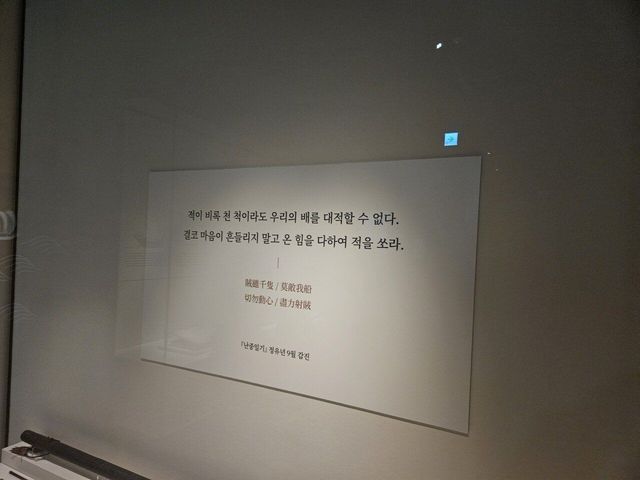 적이 비록 천 척이라도 우리의 배를 대적할 수 없다.
결코 마음이 흔들리지 말고 온 힘을 다하여 적을 쏘라.
賊雖千隻 / 莫敵我船
切勿動心 / 盡力射賊
『난중일기』 정유년 9월 갑진